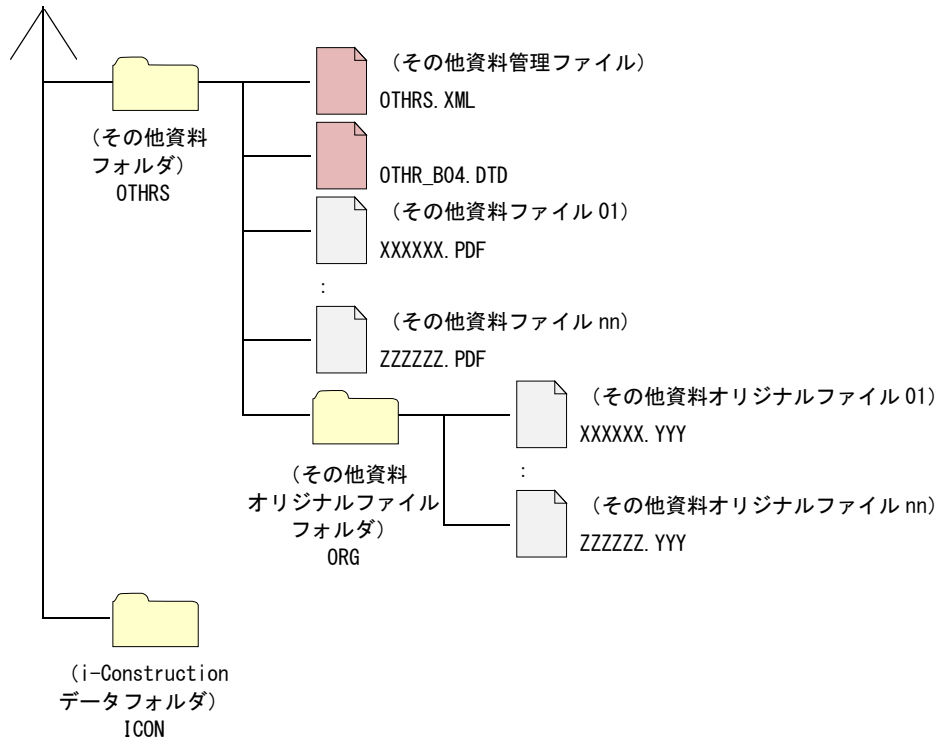 （その他資料管理ファイル）
OTHRS.XML
（その他資料
フォルダ）
OTHRS
OTHR_B04.DTD
（その他資料ファイル 01）
XXXXXX.PDF
：
（その他資料ファイル nn）
ZZZZZZ.PDF
（その他資料
オリジナルファイル
フォルダ）
ORG
（その他資料オリジナルファイル 01）
XXXXXX.YYY
：
（その他資料オリジナルファイル nn）
ZZZZZZ.YYY
（i-Construction
データフォルダ）
ICON